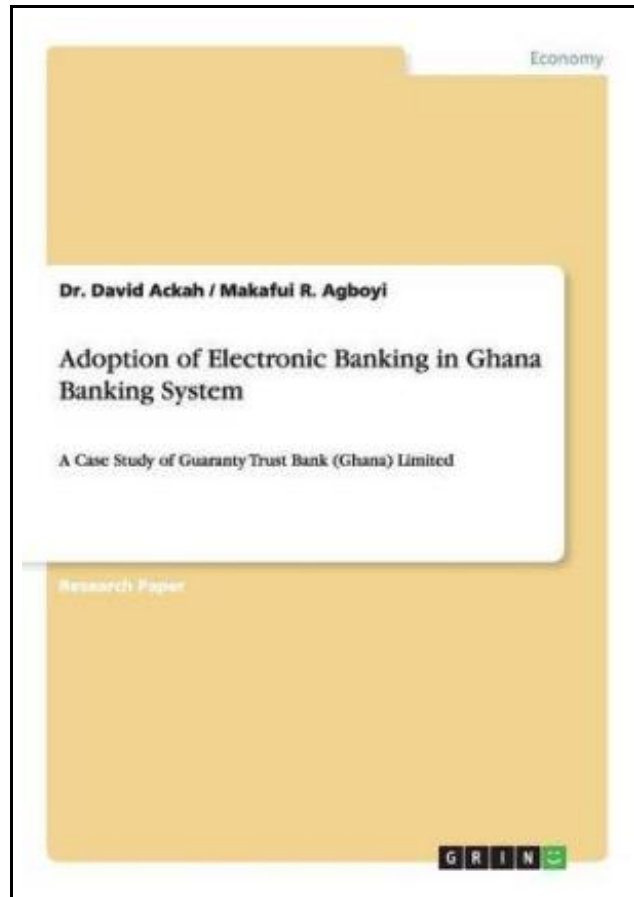 Economy
Dr. David Ackah / Makafui R. Agboyi
Adoption of Electronic Banking in Ghana
Banking System
A Case Study of Guaranty Trust Bank (Ghana) Limited
Research Paper
GRIN